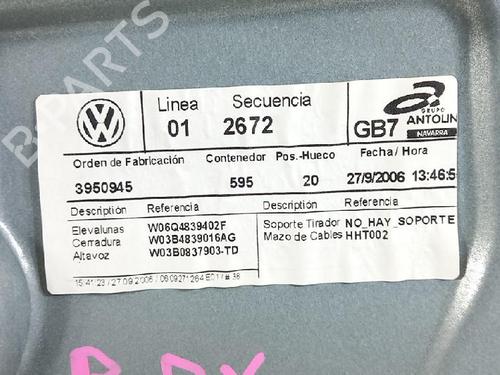 B-PARTS
Linea Secuencia
01 2672
GB7
GRUPO
ANTOLIN
NAVARRA
Orden de Fabricación Contenedor Pos.-Hueco Fecha/ Hora
3950945 595 20 27/9/2006 13:46:5
Descriptión Referencia Descriptión Referencia
Elevalunas W06Q4839402F Soporte Tirador NO_HAY_SOPORTE
Cerradura W03B4839016AG Mazo de Cables HHT002
Altavoz W03B0837903-TD